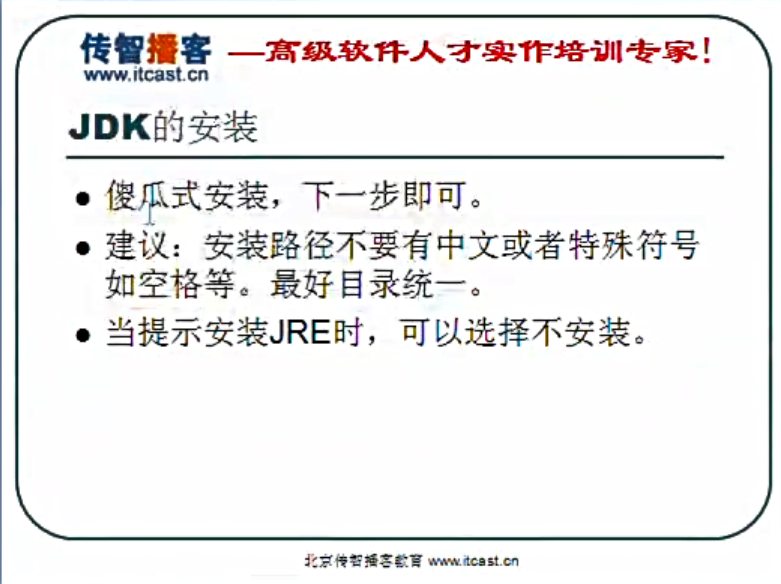 传智播客 —高级软件人才实作培训专家!
www.itcast.cn
JDK的安装
● 傻瓜式安装，下一步即可。
● 建议：安装路径不要有中文或者特殊符号
如空格等。最好目录统一。
● 当提示安装JRE时，可以选择不安装。
北京传智播客教育 www.itcast.cn